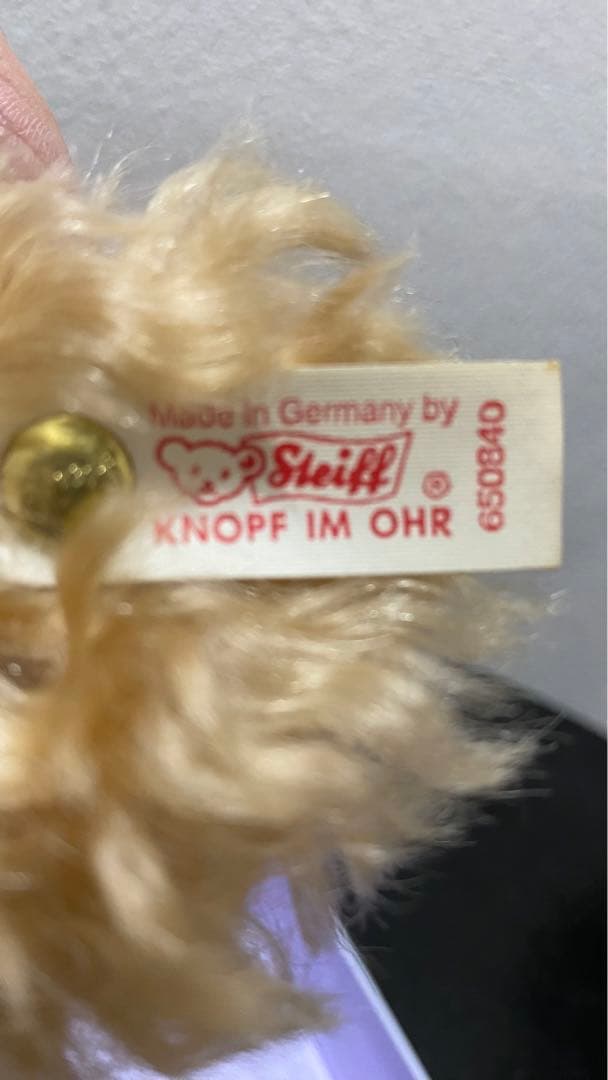 Made in Germany by
Steiff ®
KNOPF IM OHR
650840